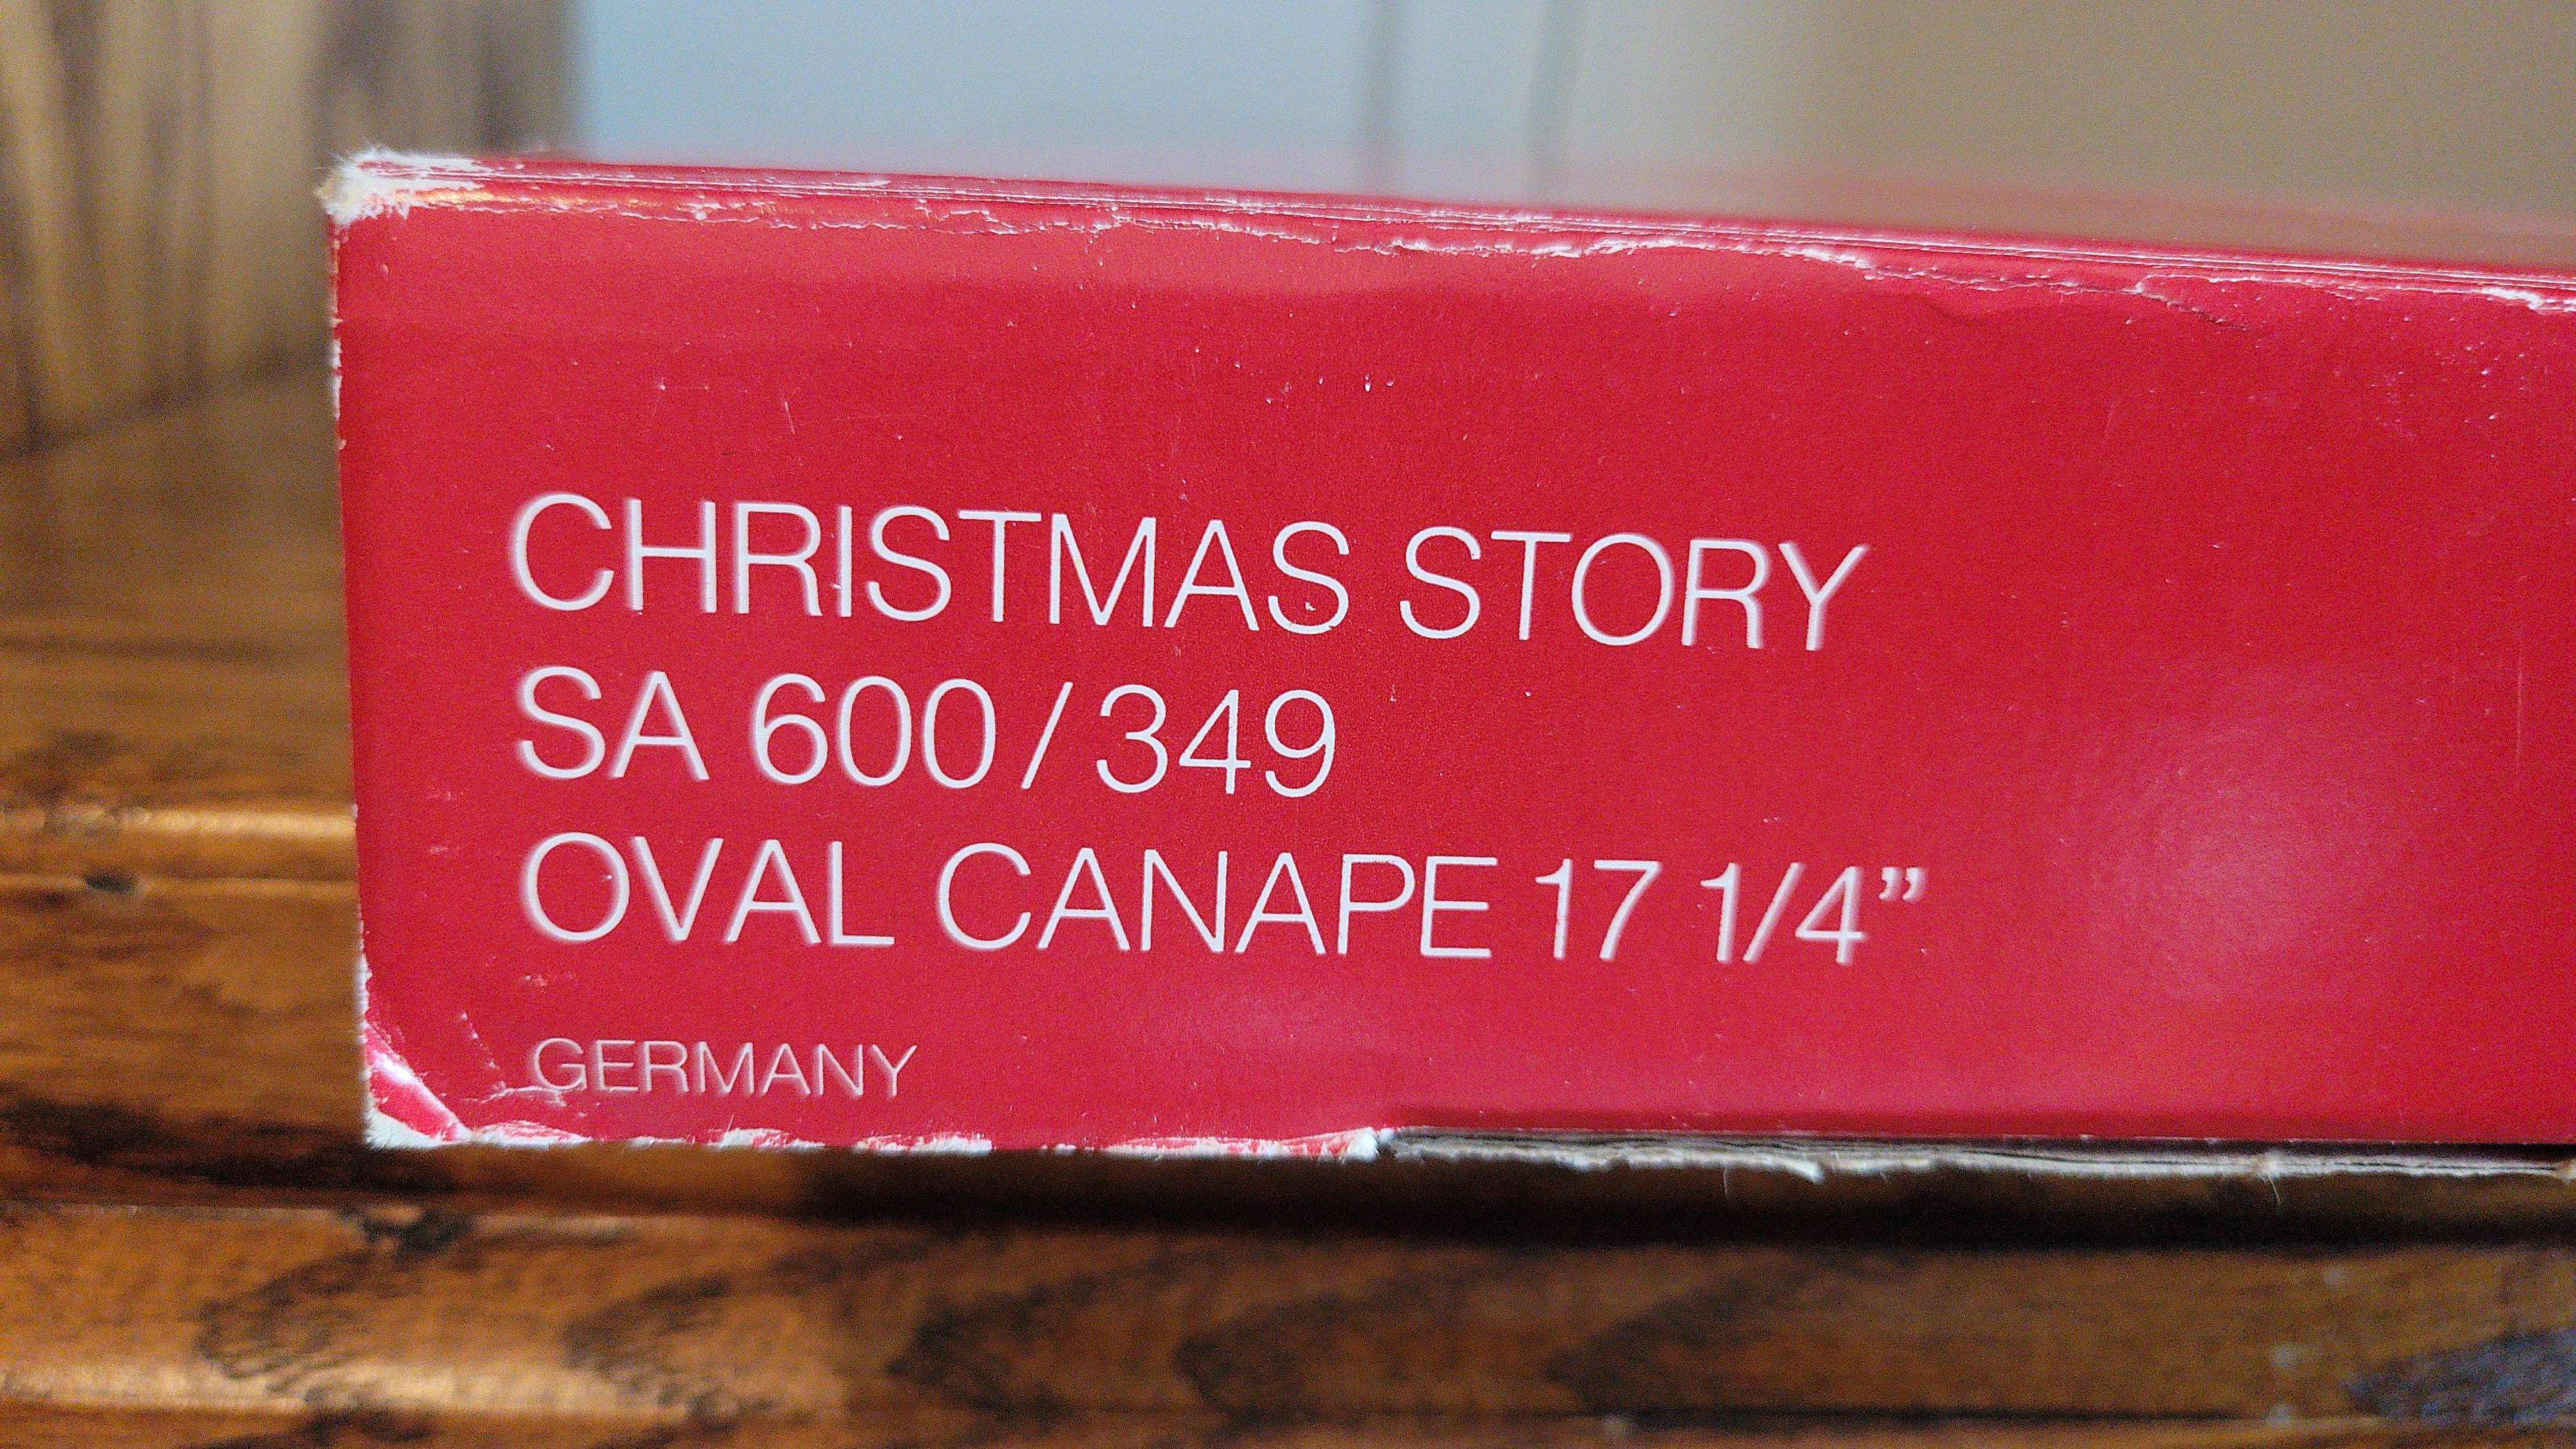 CHRISTMAS STORY
SA 600/349
OVAL CANAPE 17 1/4”
GERMANY